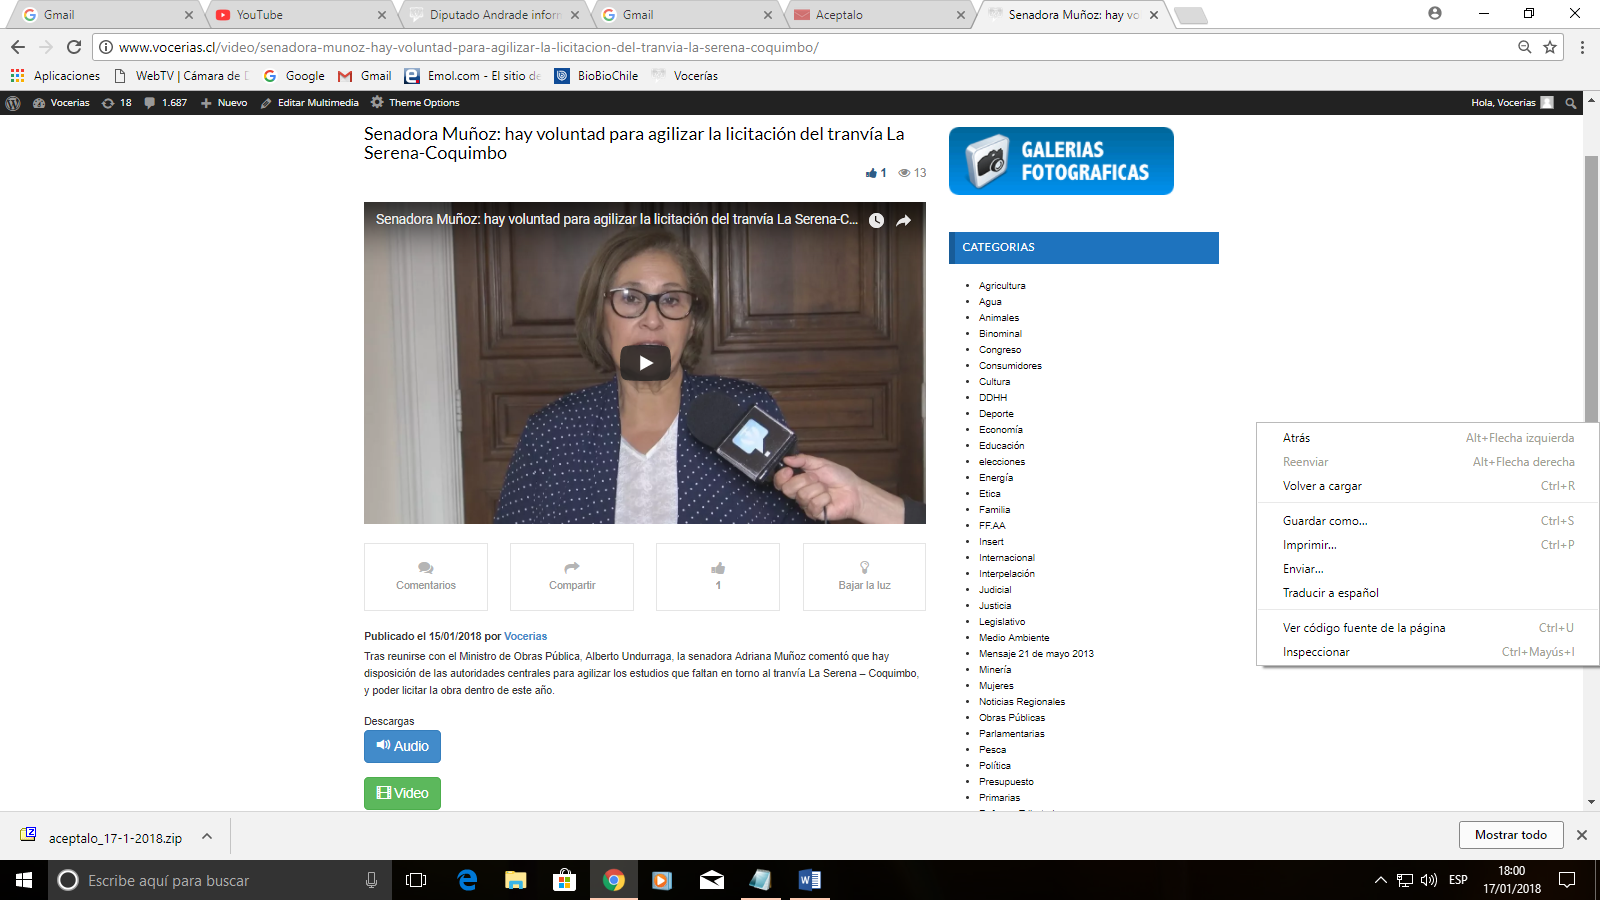 Gmail
YouTube
Diputado Andrade inform
Gmail
Aceptalo
Senadora Muñoz: hay vo
www.vocerias.cl/video/senadora-munoz-hay-voluntad-para-agilizar-la-licitacion-del-tranvia-la-serena-coquimbo/
Aplicaciones
WebTV | Cámara de D
Google
Gmail
Emol.com - El sitio de
BioBioChile
Vocerías
Vocerias
18
1.687
Nuevo
Editar Multimedia
Theme Options
Hola, Vocerias
Senadora Muñoz: hay voluntad para agilizar la licitación del tranvía La
Serena-Coquimbo
1
13
Senadora Muñoz: hay voluntad para agilizar la licitación del tranvía La Serena-C...
Comentarios
Compartir
1
Bajar la luz
Publicado el 15/01/2018 por Vocerias
Tras reunirse con el Ministro de Obras Pública, Alberto Undurraga, la senadora Adriana Muñoz comentó que hay
disposición de las autoridades centrales para agilizar los estudios que faltan en torno al tranvía La Serena – Coquimbo,
y poder licitar la obra dentro de este año.
Descargas
Audio
Video
GALERIAS
FOTOGRAFICAS
CATEGORIAS
Agricultura
Agua
Animales
Binominal
Congreso
Consumidores
Cultura
DDHH
Deporte
Economía
Educación
elecciones
Energía
Etica
Familia
FF.AA
Insert
Internacional
Interpelación
Judicial
Justicia
Legislativo
Medio Ambiente
Mensaje 21 de mayo 2013
Minería
Mujeres
Noticias Regionales
Obras Públicas
Parlamentarias
Pesca
Política
Presupuesto
Primarias
Atrás Alt+Flecha izquierda
Reenviar Alt+Flecha derecha
Volver a cargar Ctrl+R
Guardar como... Ctrl+S
Imprimir... Ctrl+P
Enviar...
Traducir a español
Ver código fuente de la página Ctrl+U
Inspeccionar Ctrl+Mayús+I
aceptalo_17-1-2018.zip
Mostrar todo
Escribe aquí para buscar
ESP
18:00
17/01/2018